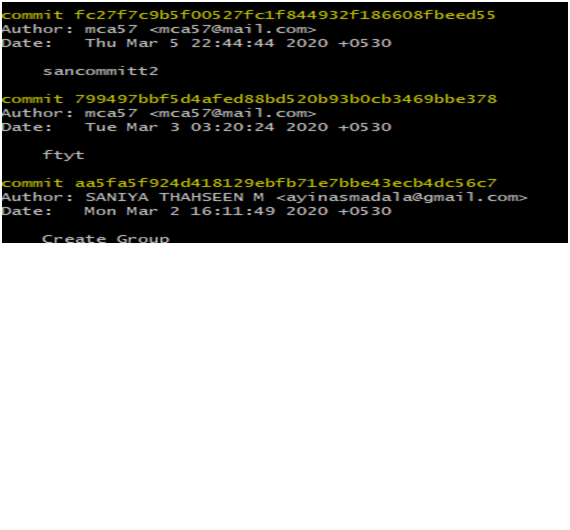 commit fc27f7c9b5f00527fc1f844932f186608fbeed55
Author: mca57 <mca57@mail.com>
Date:   Thu Mar 5 22:44:44 2020 +0530
sancommitt2
commit 799497bbf5d4afed88bd520b93b0cb3469bbe378
Author: mca57 <mca57@mail.com>
Date:   Tue Mar 3 03:20:24 2020 +0530
ftyt
commit aa5fa5f924d418129ebfb71e7bbe43ecb4dc56c7
Author: SANIYA THAHSEEN M <ayinasmadala@gmail.com>
Date:   Mon Mar 2 16:11:49 2020 +0530
Create Group